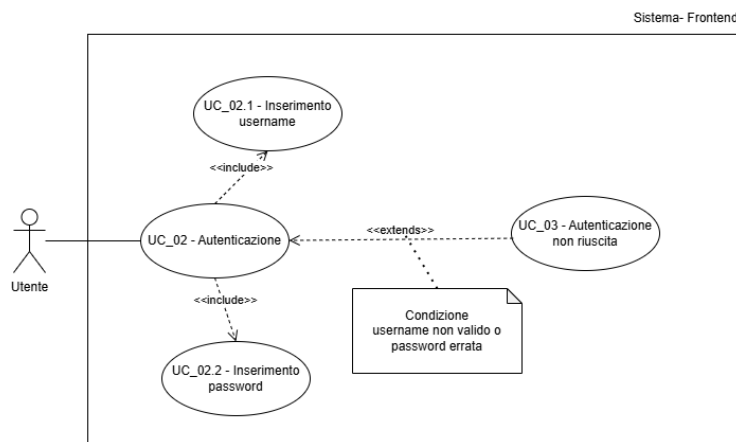 Sistema- Frontend
UC_02.1 - Inserimento
username
<<include>>
UC_02 - Autenticazione
<<extends>>
UC_03 - Autenticazione
non riuscita
Utente
<<include>>
Condizione
username non valido o
password errata
UC_02.2 - Inserimento
password